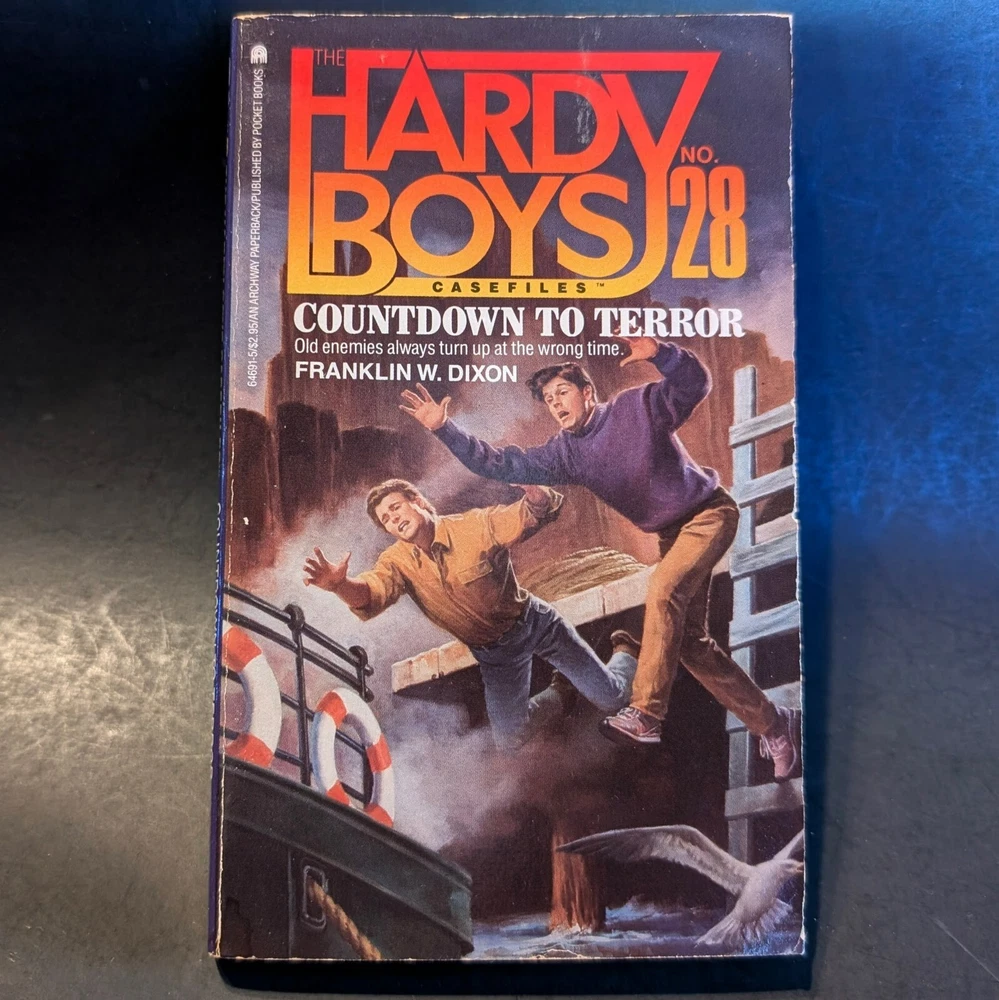 THE
HARDY
BOYS
NO.
28
CASEFILES™
COUNTDOWN TO TERROR
Old enemies always turn up at the wrong time.
FRANKLIN W. DIXON
64691-5/$2.95/AN ARCHWAY PAPERBACK/PUBLISHED BY POCKET BOOKS